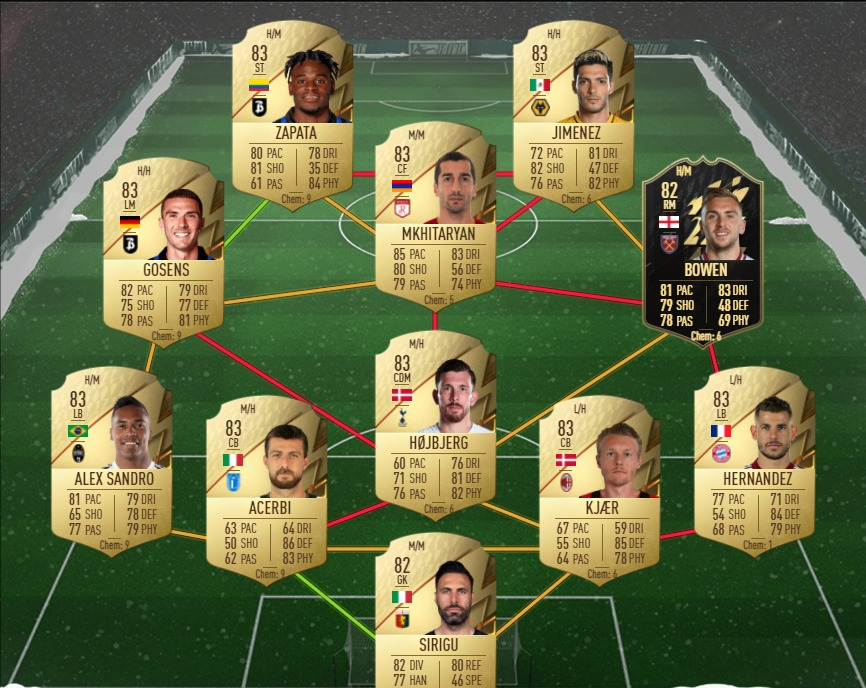 H/M
83
ST
ZAPATA
80 PAC 78 DRI
81 SHO 35 DEF
61 PAS 84 PHY
Chem: 9
H/H
83
ST
JIMENEZ
72 PAC 81 DRI
82 SHO 47 DEF
76 PAS 82 PHY
Chem: 6
M/M
83
CF
MKHITARYAN
85 PAC 83 DRI
80 SHO 56 DEF
79 PAS 74 PHY
Chem: 5
H/H
83
LM
GOSENS
82 PAC 79 DRI
75 SHO 77 DEF
78 PAS 81 PHY
Chem: 9
H/M
82
RM
BOWEN
81 PAC 83 DRI
79 SHO 48 DEF
78 PAS 69 PHY
Chem: 6
M/H
83
CDM
HØJBJERG
60 PAC 76 DRI
71 SHO 81 DEF
76 PAS 82 PHY
Chem: 6
H/M
83
LB
ALEX SANDRO
81 PAC 79 DRI
65 SHO 78 DEF
77 PAS 79 PHY
Chem: 9
M/H
83
CB
ACERBI
63 PAC 64 DRI
50 SHO 86 DEF
62 PAS 83 PHY
Chem: 9
L/H
83
CB
KJÆR
67 PAC 59 DRI
55 SHO 85 DEF
64 PAS 78 PHY
Chem: 6
L/H
83
LB
HERNANDEZ
77 PAC 71 DRI
54 SHO 84 DEF
68 PAS 79 PHY
Chem: 1
M/M
82
GK
SIRIGU
82 DIV 80 REF
77 HAN 46 SPE